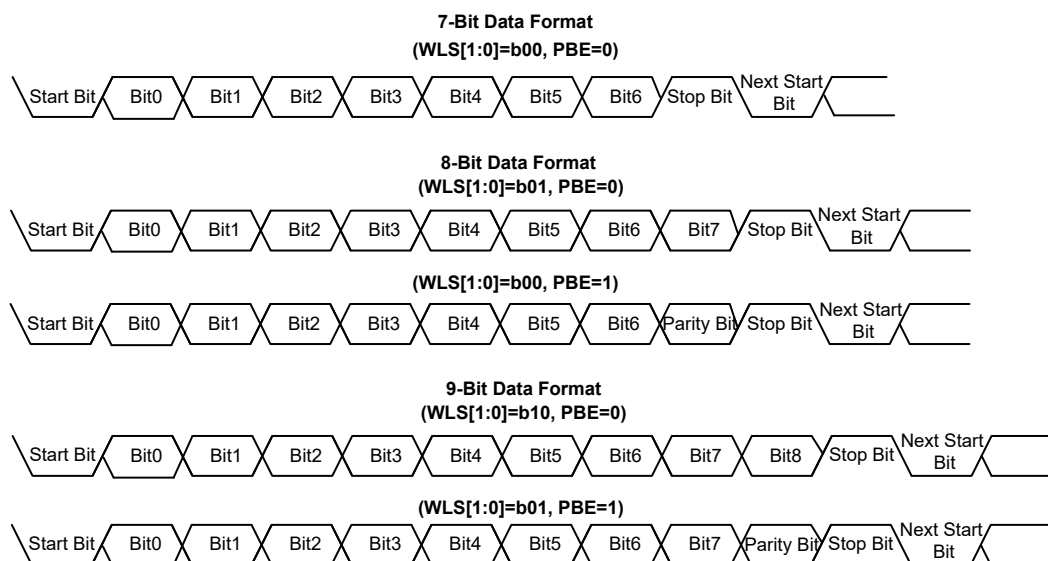 7-Bit Data Format
(WLS[1:0]=b00, PBE=0)
Start Bit Bit0 Bit1 Bit2 Bit3 Bit4 Bit5 Bit6 Stop Bit Next Start Bit
8-Bit Data Format
(WLS[1:0]=b01, PBE=0)
Start Bit Bit0 Bit1 Bit2 Bit3 Bit4 Bit5 Bit6 Bit7 Stop Bit Next Start Bit
(WLS[1:0]=b00, PBE=1)
Start Bit Bit0 Bit1 Bit2 Bit3 Bit4 Bit5 Bit6 Parity Bit Stop Bit Next Start Bit
9-Bit Data Format
(WLS[1:0]=b10, PBE=0)
Start Bit Bit0 Bit1 Bit2 Bit3 Bit4 Bit5 Bit6 Bit7 Bit8 Stop Bit Next Start Bit
(WLS[1:0]=b01, PBE=1)
Start Bit Bit0 Bit1 Bit2 Bit3 Bit4 Bit5 Bit6 Bit7 Parity Bit Stop Bit Next Start Bit